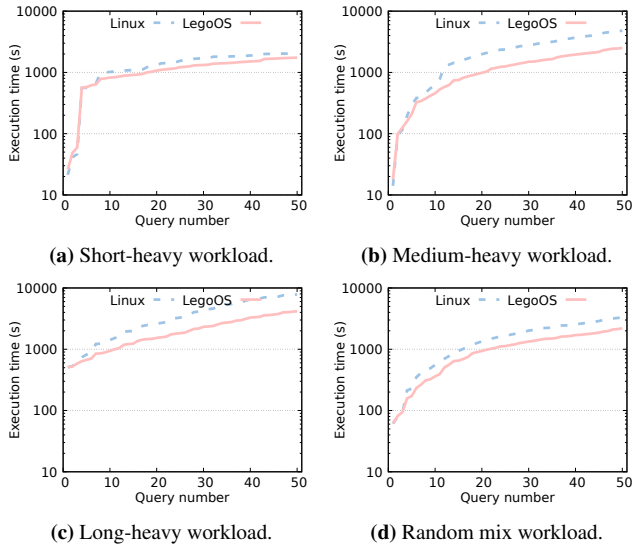 Linux LegoOS
Execution time (s)
10000
1000
100
10
0 10 20 30 40 50
Query number
(a) Short-heavy workload.
Linux LegoOS
Execution time (s)
10000
1000
100
10
0 10 20 30 40 50
Query number
(b) Medium-heavy workload.
Linux LegoOS
Execution time (s)
10000
1000
100
10
0 10 20 30 40 50
Query number
(c) Long-heavy workload.
Linux LegoOS
Execution time (s)
10000
1000
100
10
0 10 20 30 40 50
Query number
(d) Random mix workload.